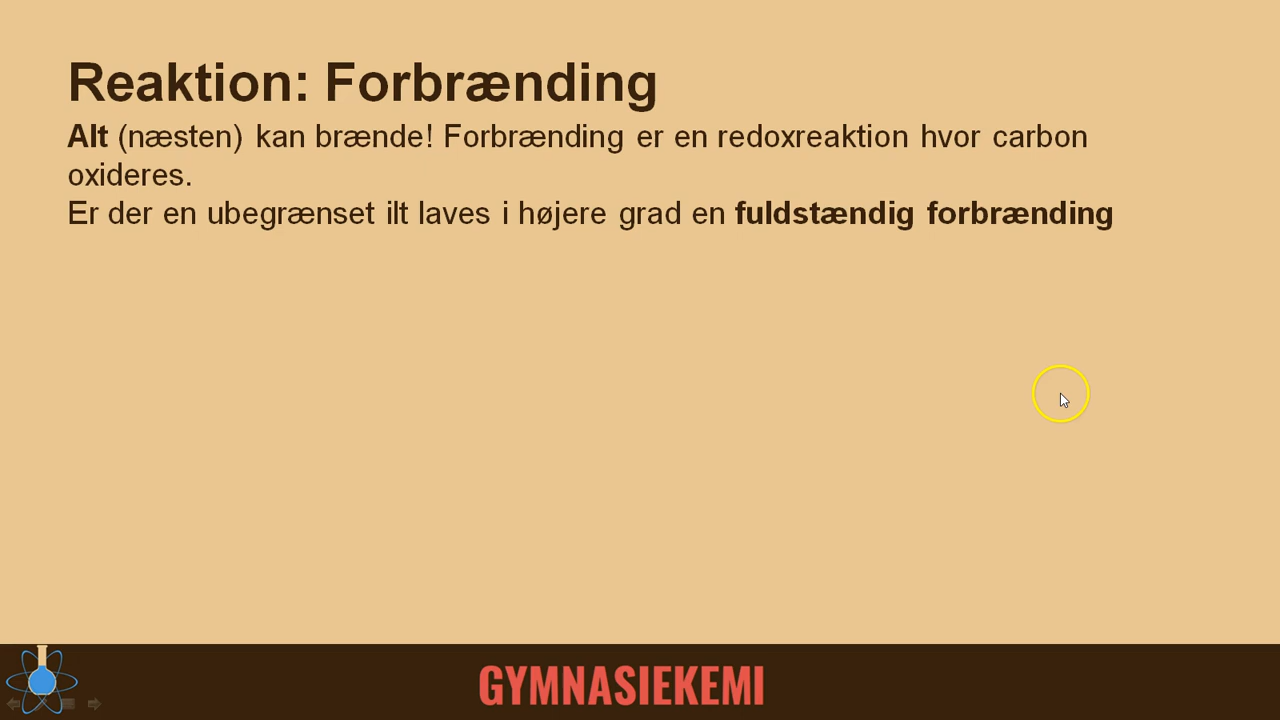 Reaktion: Forbrænding
Alt (næsten) kan brænde! Forbrænding er en redoxreaktion hvor carbon
oxideres.
Er der en ubegrænset ilt laves i højere grad en fuldstændig forbrænding
GYMNASIEKEMI